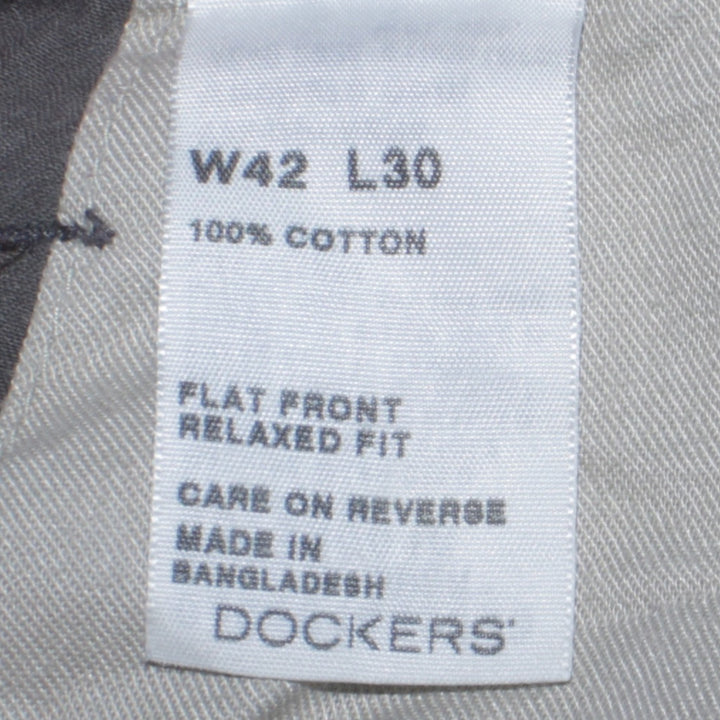 W42 L30
100% COTTON
FLAT FRONT
RELAXED FIT
CARE ON REVERSE
MADE IN
BANGLADESH
DOCKERS®